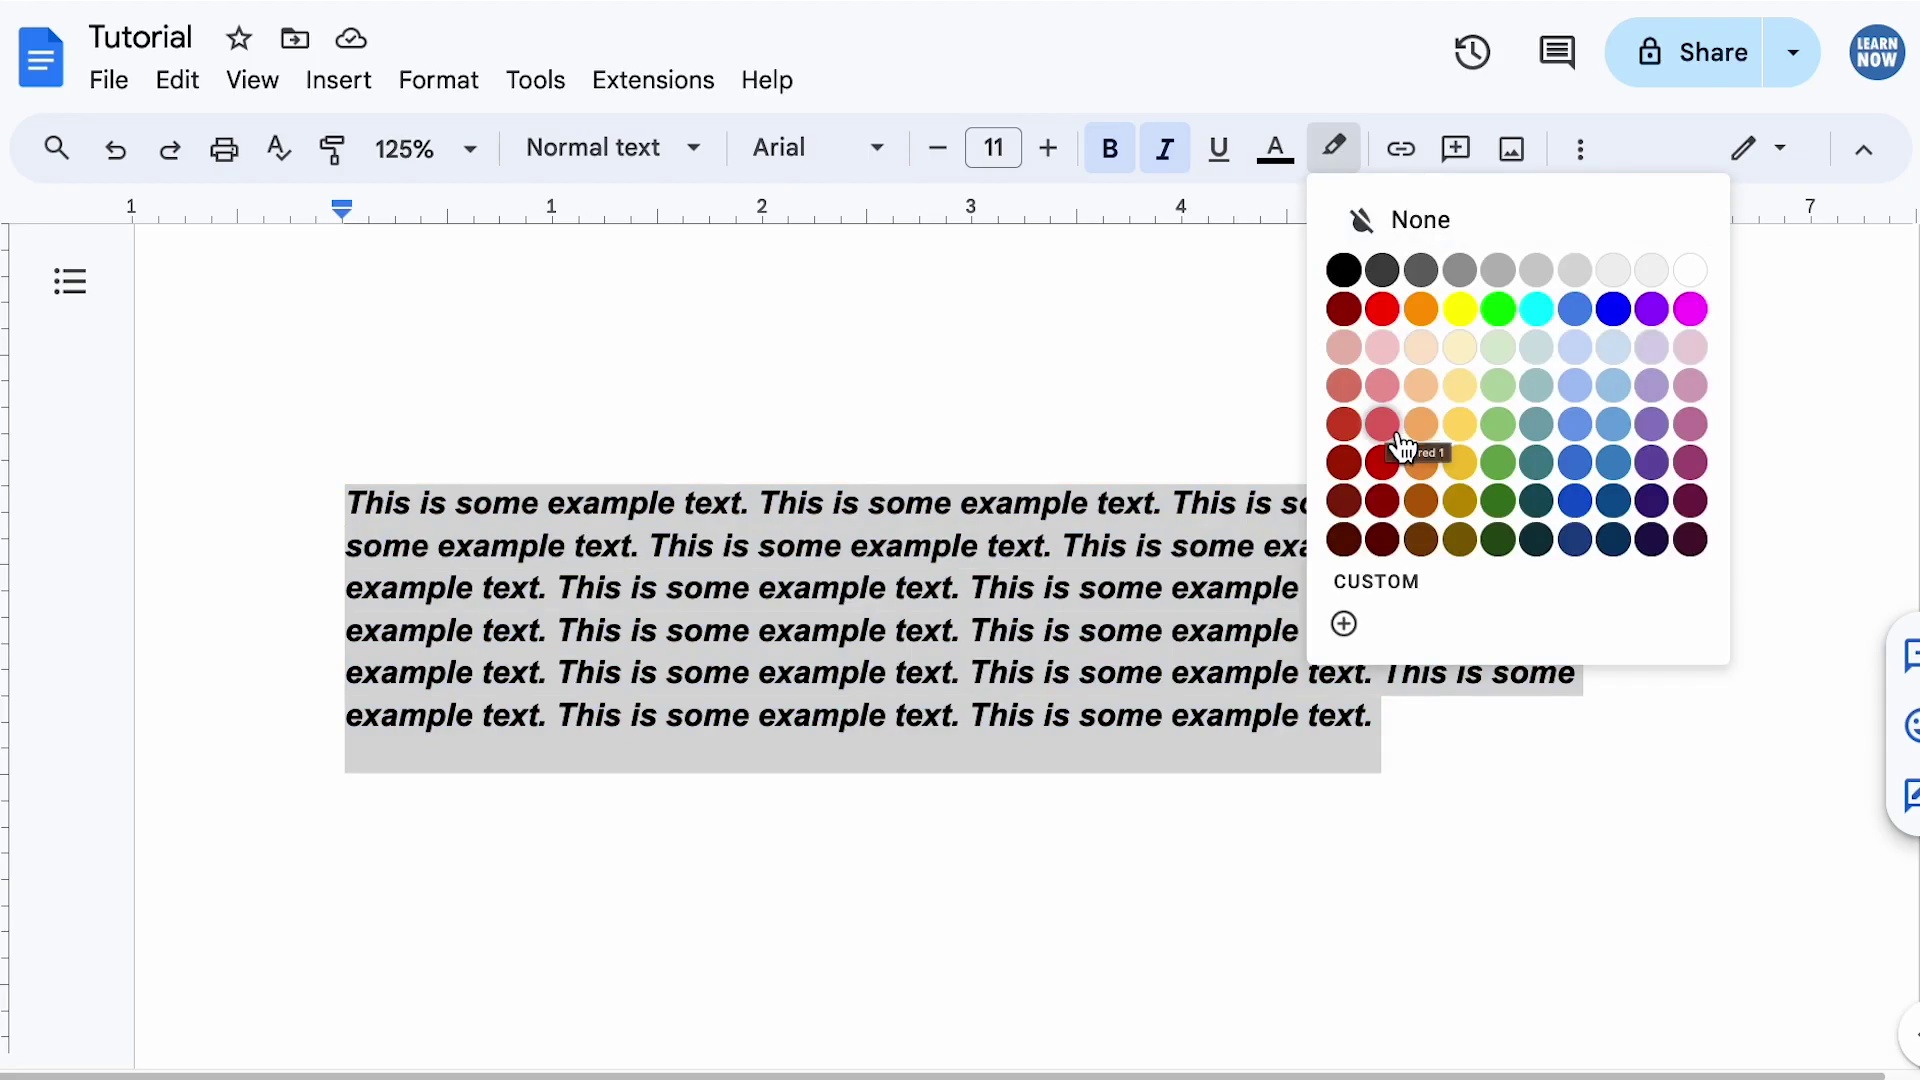 Tutorial
File Edit View Insert Format Tools Extensions Help
Share
LEARN
NOW
125% Normal text Arial 11 B I U A
1 1 2 3 4 7
None
red 1
This is some example text. This is some example text. This is
some example text. This is some example text. This is some
example text. This is some example text. This is some example
example text. This is some example text. This is some example
example text. This is some example text. This is some example text. This is some
example text. This is some example text. This is some example text.
CUSTOM